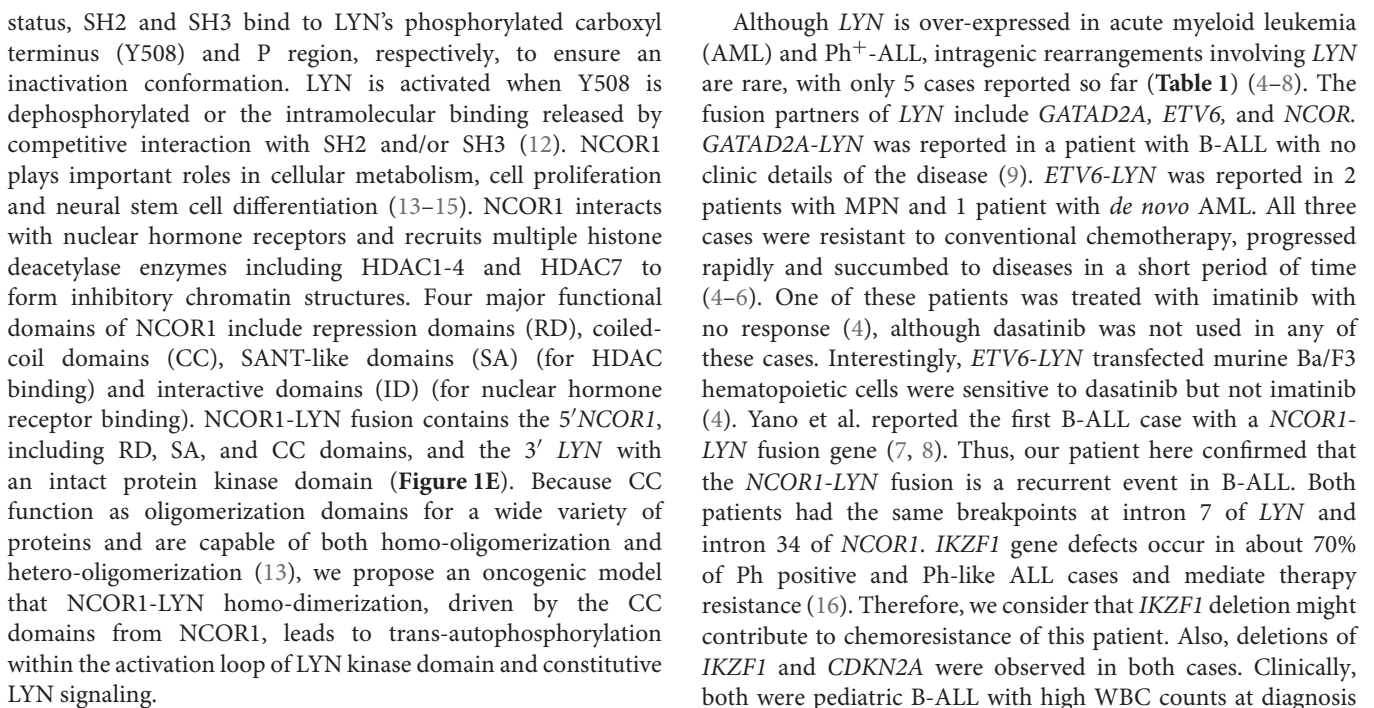 status, SH2 and SH3 bind to LYN's phosphorylated carboxyl
terminus (Y508) and P region, respectively, to ensure an
inactivation conformation. LYN is activated when Y508 is
dephosphorylated or the intramolecular binding released by
competitive interaction with SH2 and/or SH3 (12). NCOR1
plays important roles in cellular metabolism, cell proliferation
and neural stem cell differentiation (13–15). NCOR1 interacts
with nuclear hormone receptors and recruits multiple histone
deacetylase enzymes including HDAC1-4 and HDAC7 to
form inhibitory chromatin structures. Four major functional
domains of NCOR1 include repression domains (RD), coiled-
coil domains (CC), SANT-like domains (SA) (for HDAC
binding) and interactive domains (ID) (for nuclear hormone
receptor binding). NCOR1-LYN fusion contains the 5′NCOR1,
including RD, SA, and CC domains, and the 3′ LYN with
an intact protein kinase domain (Figure 1E). Because CC
function as oligomerization domains for a wide variety of
proteins and are capable of both homo-oligomerization and
hetero-oligomerization (13), we propose an oncogenic model
that NCOR1-LYN homo-dimerization, driven by the CC
domains from NCOR1, leads to trans-autophosphorylation
within the activation loop of LYN kinase domain and constitutive
LYN signaling.
Although LYN is over-expressed in acute myeloid leukemia
(AML) and Ph+-ALL, intragenic rearrangements involving LYN
are rare, with only 5 cases reported so far (Table 1) (4–8). The
fusion partners of LYN include GATAD2A, ETV6, and NCOR.
GATAD2A-LYN was reported in a patient with B-ALL with no
clinic details of the disease (9). ETV6-LYN was reported in 2
patients with MPN and 1 patient with de novo AML. All three
cases were resistant to conventional chemotherapy, progressed
rapidly and succumbed to diseases in a short period of time
(4–6). One of these patients was treated with imatinib with
no response (4), although dasatinib was not used in any of
these cases. Interestingly, ETV6-LYN transfected murine Ba/F3
hematopoietic cells were sensitive to dasatinib but not imatinib
(4). Yano et al. reported the first B-ALL case with a NCOR1-
LYN fusion gene (7, 8). Thus, our patient here confirmed that
the NCOR1-LYN fusion is a recurrent event in B-ALL. Both
patients had the same breakpoints at intron 7 of LYN and
intron 34 of NCOR1. IKZF1 gene defects occur in about 70%
of Ph positive and Ph-like ALL cases and mediate therapy
resistance (16). Therefore, we consider that IKZF1 deletion might
contribute to chemoresistance of this patient. Also, deletions of
IKZF1 and CDKN2A were observed in both cases. Clinically,
both were pediatric B-ALL with high WBC counts at diagnosis